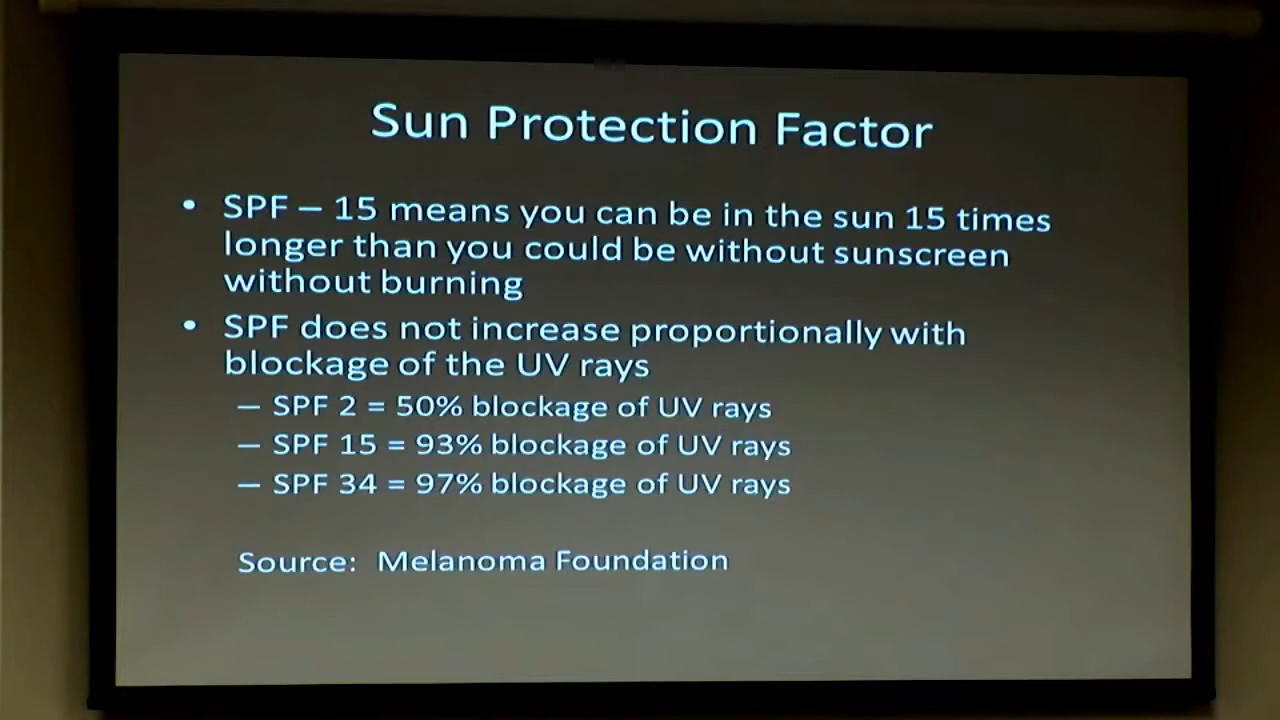 Sun Protection Factor
• SPF – 15 means you can be in the sun 15 times
longer than you could be without sunscreen
without burning
• SPF does not increase proportionally with
blockage of the UV rays
– SPF 2 = 50% blockage of UV rays
– SPF 15 = 93% blockage of UV rays
– SPF 34 = 97% blockage of UV rays
Source: Melanoma Foundation